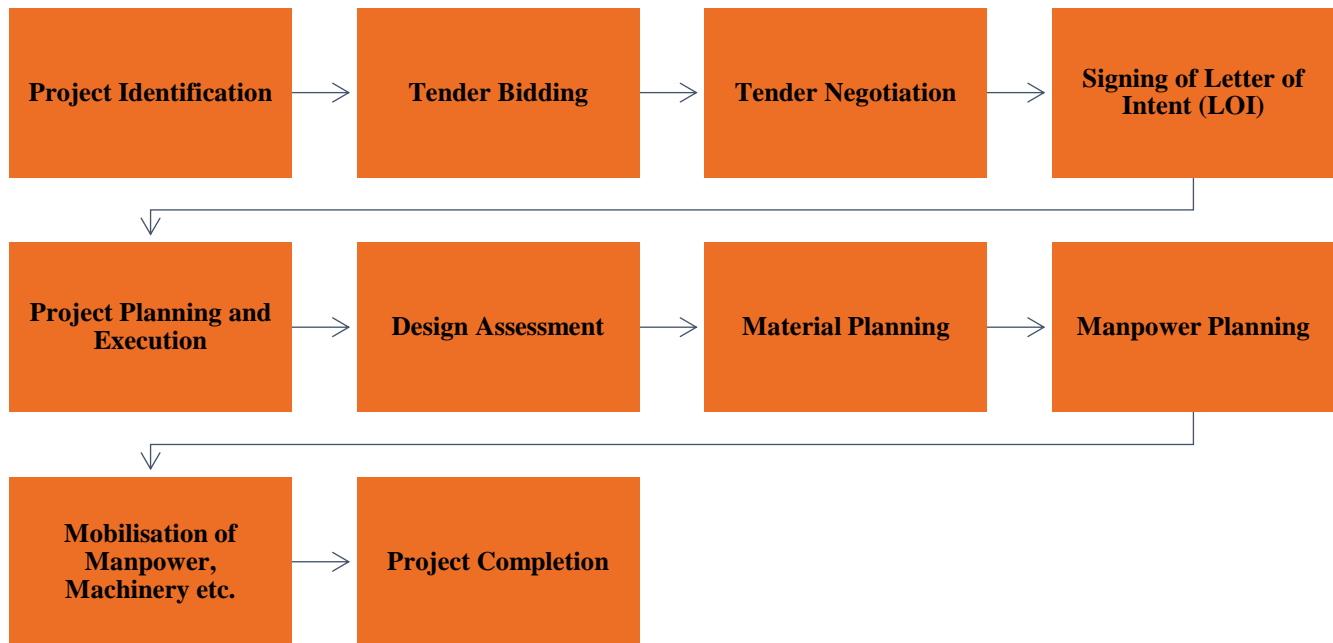 Project Identification
Tender Bidding
Tender Negotiation
Signing of Letter of
Intent (LOI)
Project Planning and
Execution
Design Assessment
Material Planning
Manpower Planning
Mobilisation of
Manpower,
Machinery etc.
Project Completion